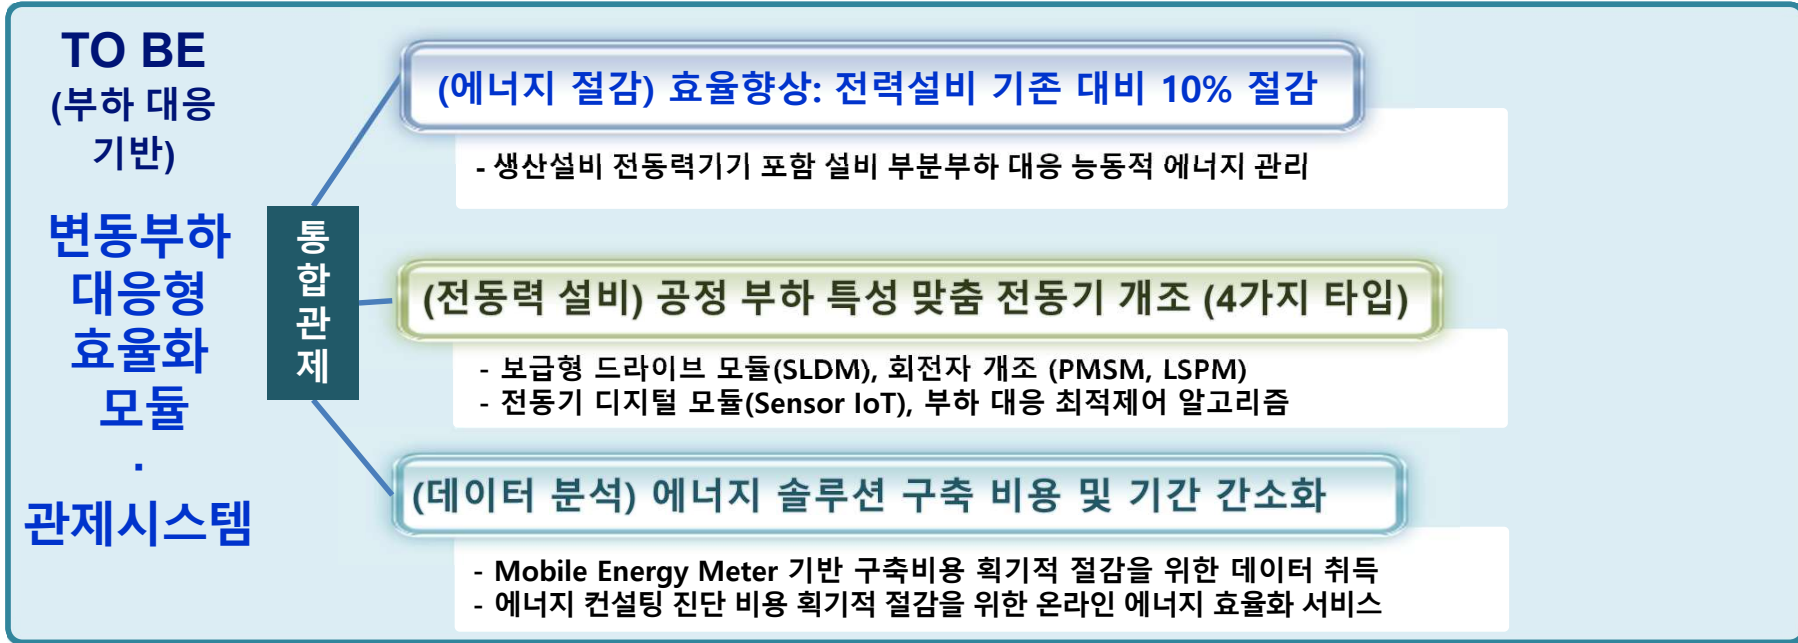 TO BE
(부하 대응
기반)
변동부하
대응형
효율화
모듈
·
관제시스템
통
합
관
제
(에너지 절감) 효율향상: 전력설비 기존 대비 10% 절감
- 생산설비 전동력기기 포함 설비 부분부하 대응 능동적 에너지 관리
(전동력 설비) 공정 부하 특성 맞춤 전동기 개조 (4가지 타입)
- 보급형 드라이브 모듈(SLDM), 회전자 개조 (PMSM, LSPM)
- 전동기 디지털 모듈(Sensor IoT), 부하 대응 최적제어 알고리즘
(데이터 분석) 에너지 솔루션 구축 비용 및 기간 간소화
- Mobile Energy Meter 기반 구축비용 획기적 절감을 위한 데이터 취득
- 에너지 컨설팅 진단 비용 획기적 절감을 위한 온라인 에너지 효율화 서비스